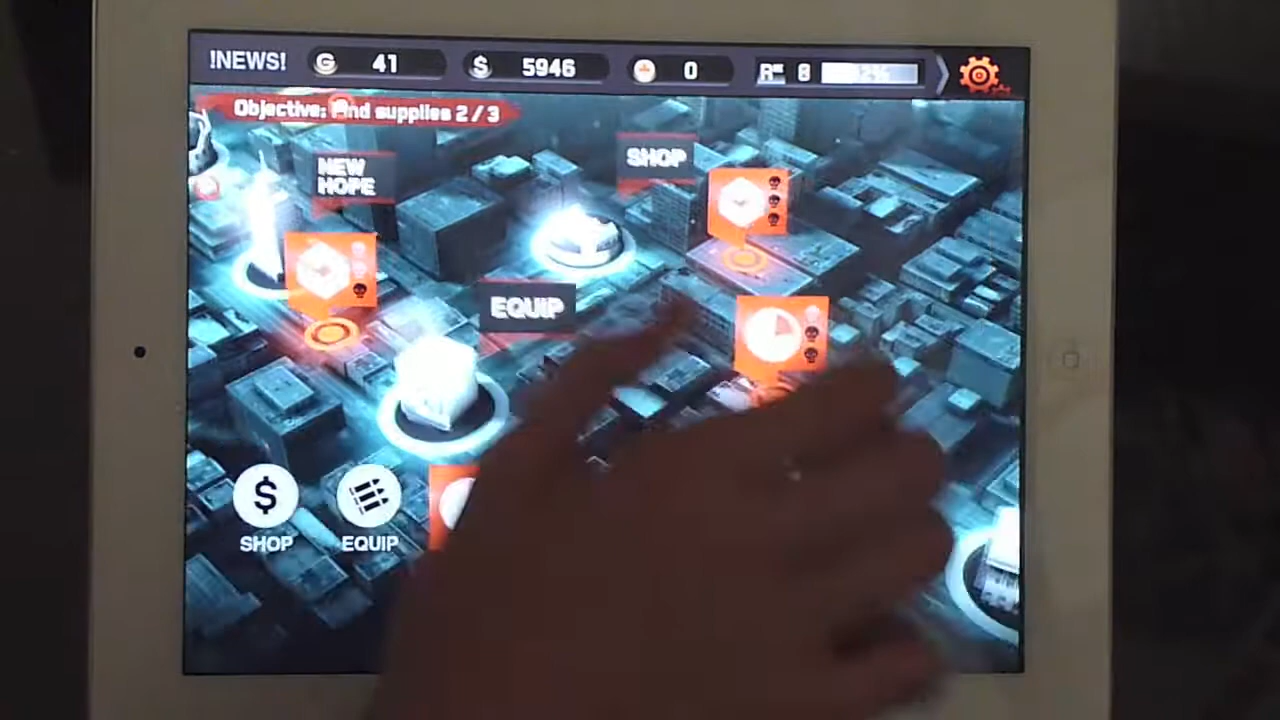 !NEWS! G 41 $ 5946 0 8
Objective: Find supplies 2 / 3
NEW
HOPE
SHOP
EQUIP
$
SHOP EQUIP